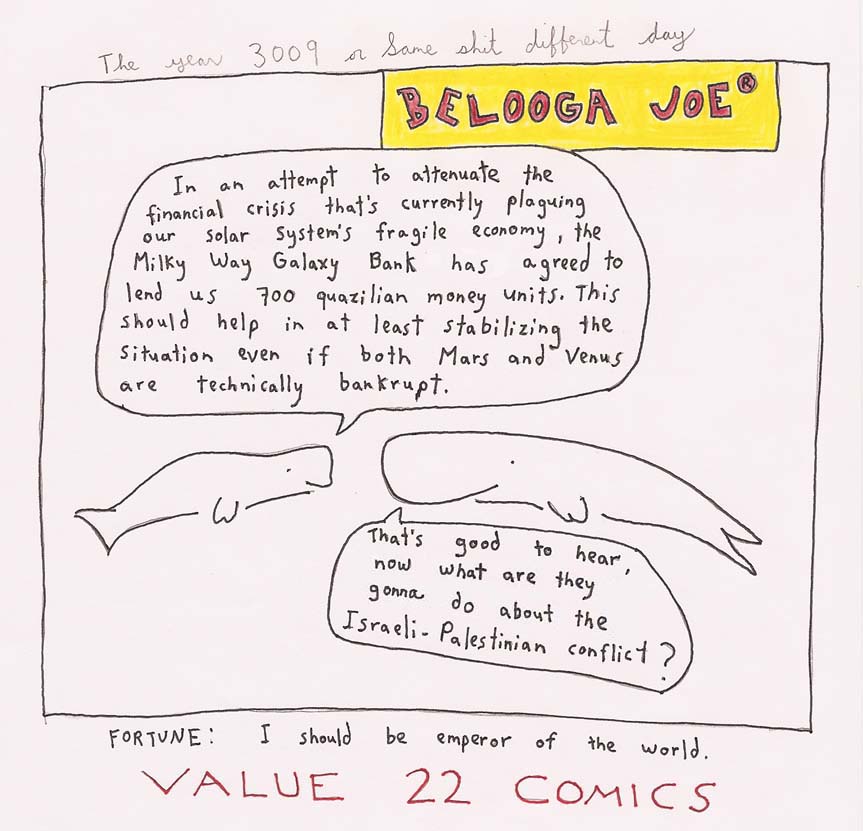 The year 3009 or Same shit different day
BELOOGA JOE®
In an attempt to attenuate the
financial crisis that's currently plaguing
our solar system's fragile economy, the
Milky Way Galaxy Bank has agreed to
lend us 700 quazilian money units. This
should help in at least stabilizing the
situation even if both Mars and Venus
are technically bankrupt.
That's good to hear,
now what are they
gonna do about the
Israeli-Palestinian conflict?
FORTUNE: I should be emperor of the world.
VALUE 22 COMICS